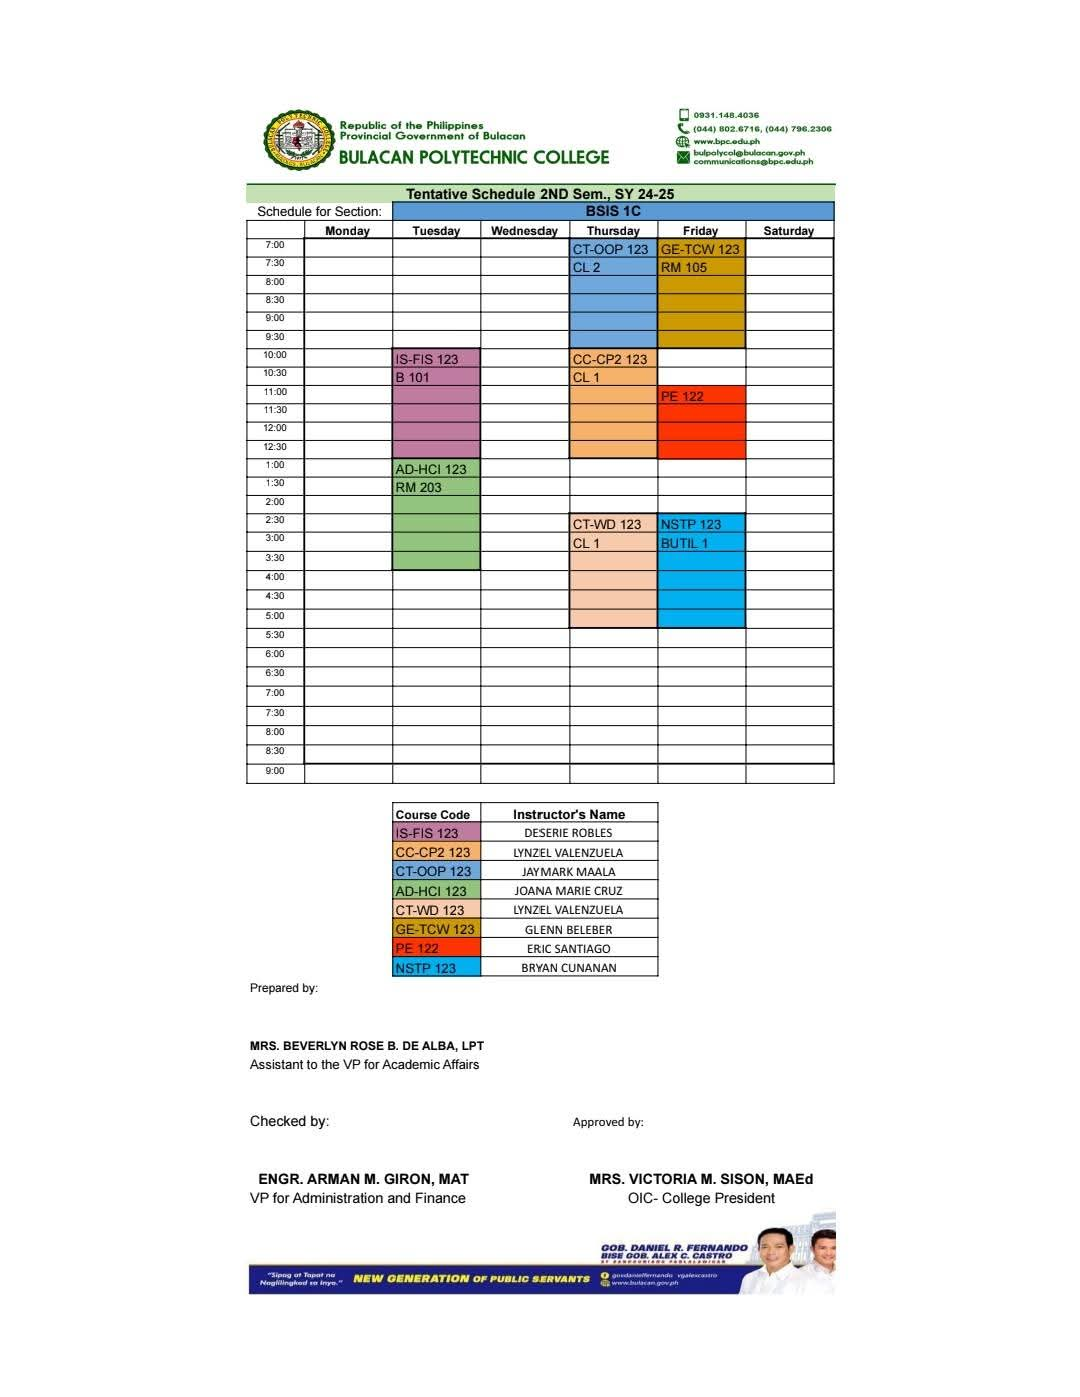 Republic of the Philippines
Provincial Government of Bulacan
BULACAN POLYTECHNIC COLLEGE
0931.148.4036
(044) 802.6716, (044) 796.2306
www.bpc.edu.ph
bulpolycol@bulacan.gov.ph
communications@bpc.edu.ph
Tentative Schedule 2ND Sem., SY 24-25
Schedule for Section: BSIS 1C
Monday Tuesday Wednesday Thursday Friday Saturday
7:00 CT-OOP 123 GE-TCW 123
7:30 CL 2 RM 105
8:00
8:30
9:00
9:30
10:00 IS-FIS 123 CC-CP2 123
10:30 B 101 CL 1
11:00 PE 122
11:30
12:00
12:30
1:00 AD-HCI 123
1:30 RM 203
2:00
2:30 CT-WD 123 NSTP 123
3:00 CL 1 BUTIL 1
3:30
4:00
4:30
5:00
5:30
6:00
6:30
7:00
7:30
8:00
8:30
9:00
Course Code Instructor's Name
IS-FIS 123 DESERIE ROBLES
CC-CP2 123 LYNZEL VALENZUELA
CT-OOP 123 JAYMARK MAALA
AD-HCI 123 JOANA MARIE CRUZ
CT-WD 123 LYNZEL VALENZUELA
GE-TCW 123 GLENN BELEBER
PE 122 ERIC SANTIAGO
NSTP 123 BRYAN CUNANAN
Prepared by:
MRS. BEVERLYN ROSE B. DE ALBA, LPT
Assistant to the VP for Academic Affairs
Checked by: Approved by:
ENGR. ARMAN M. GIRON, MAT MRS. VICTORIA M. SISON, MAEd
VP for Administration and Finance OIC- College President
GOB. DANIEL R. FERNANDO
BISE GOB. ALEX C. CASTRO
"Sipag at Tapat na
Naglilingkod sa Inyo."
NEW GENERATION OF PUBLIC SERVANTS
govdanielfernando vgalexcastro
www.bulacan.gov.ph